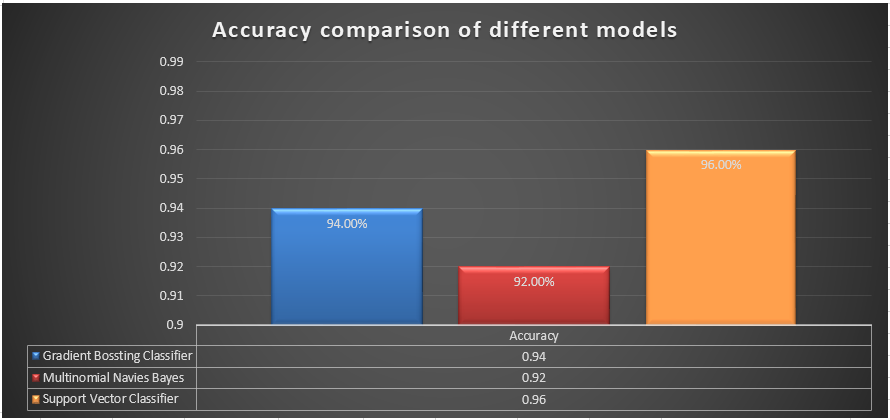 Accuracy comparison of different models
0.99
0.98
0.97
0.96
0.95
0.94
0.93
0.92
0.91
0.9
94.00%
92.00%
96.00%
Accuracy
Gradient Bossting Classifier 0.94
Multinomial Navies Bayes 0.92
Support Vector Classifier 0.96